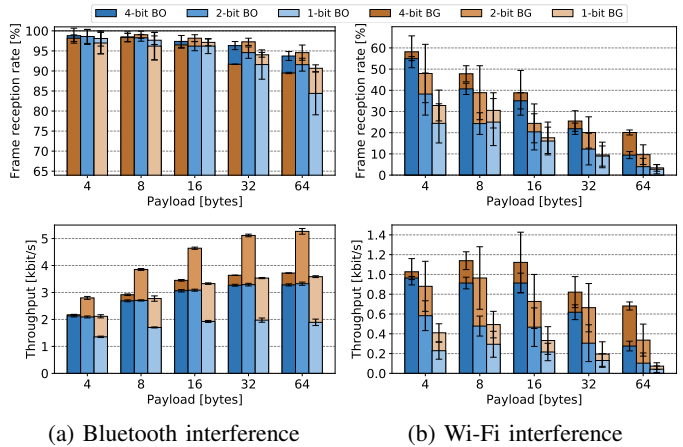 4-bit BO 2-bit BO 1-bit BO 4-bit BG 2-bit BG 1-bit BG
Frame reception rate [%]
100
95
90
85
80
75
70
65
4 8 16 32 64
Payload [bytes]
Frame reception rate [%]
60
50
40
30
20
10
0
4 8 16 32 64
Payload [bytes]
Throughput [kbit/s]
5
4
3
2
1
0
4 8 16 32 64
Payload [bytes]
Throughput [kbit/s]
1.4
1.2
1.0
0.8
0.6
0.4
0.2
0.0
4 8 16 32 64
Payload [bytes]
(a) Bluetooth interference
(b) Wi-Fi interference